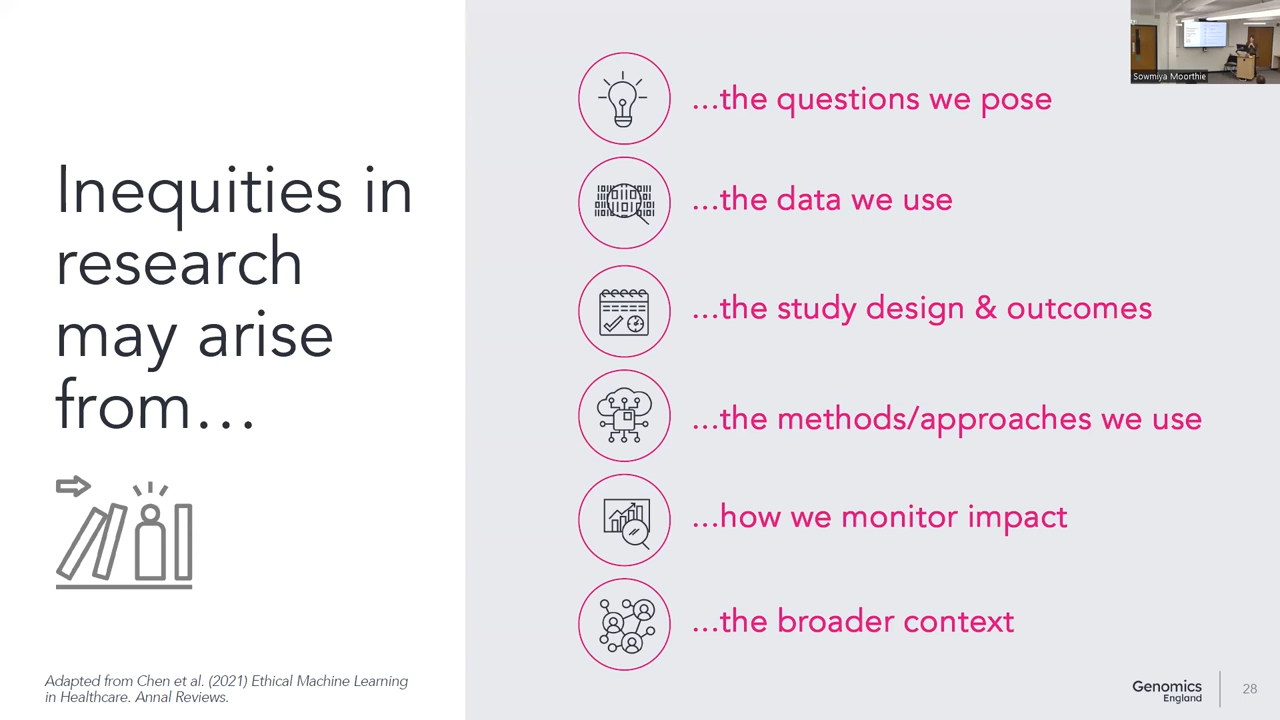 Inequities in
research
may arise
from…
Adapted from Chen et al. (2021) Ethical Machine Learning
in Healthcare. Annal Reviews.
…the questions we pose
…the data we use
…the study design & outcomes
…the methods/approaches we use
…how we monitor impact
…the broader context
Sowmiya Moorthie
Genomics
England
28